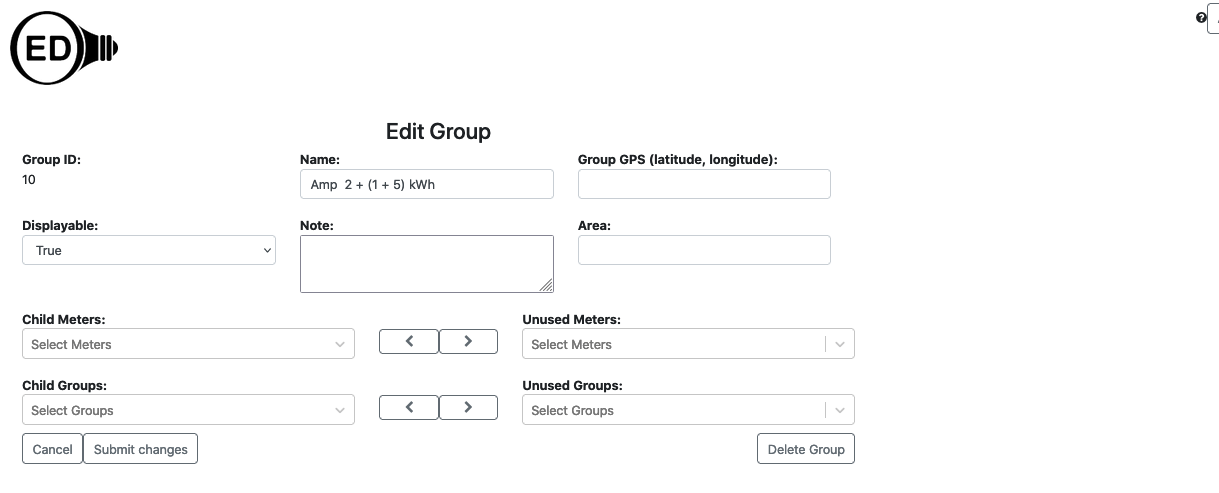 ED
?
Edit Group
Group ID:
10
Name:
Amp  2 + (1 + 5) kWh
Group GPS (latitude, longitude):
Displayable:
True
Note:
Area:
Child Meters:
Select Meters
Unused Meters:
Select Meters
Child Groups:
Select Groups
Unused Groups:
Select Groups
Cancel
Submit changes
Delete Group